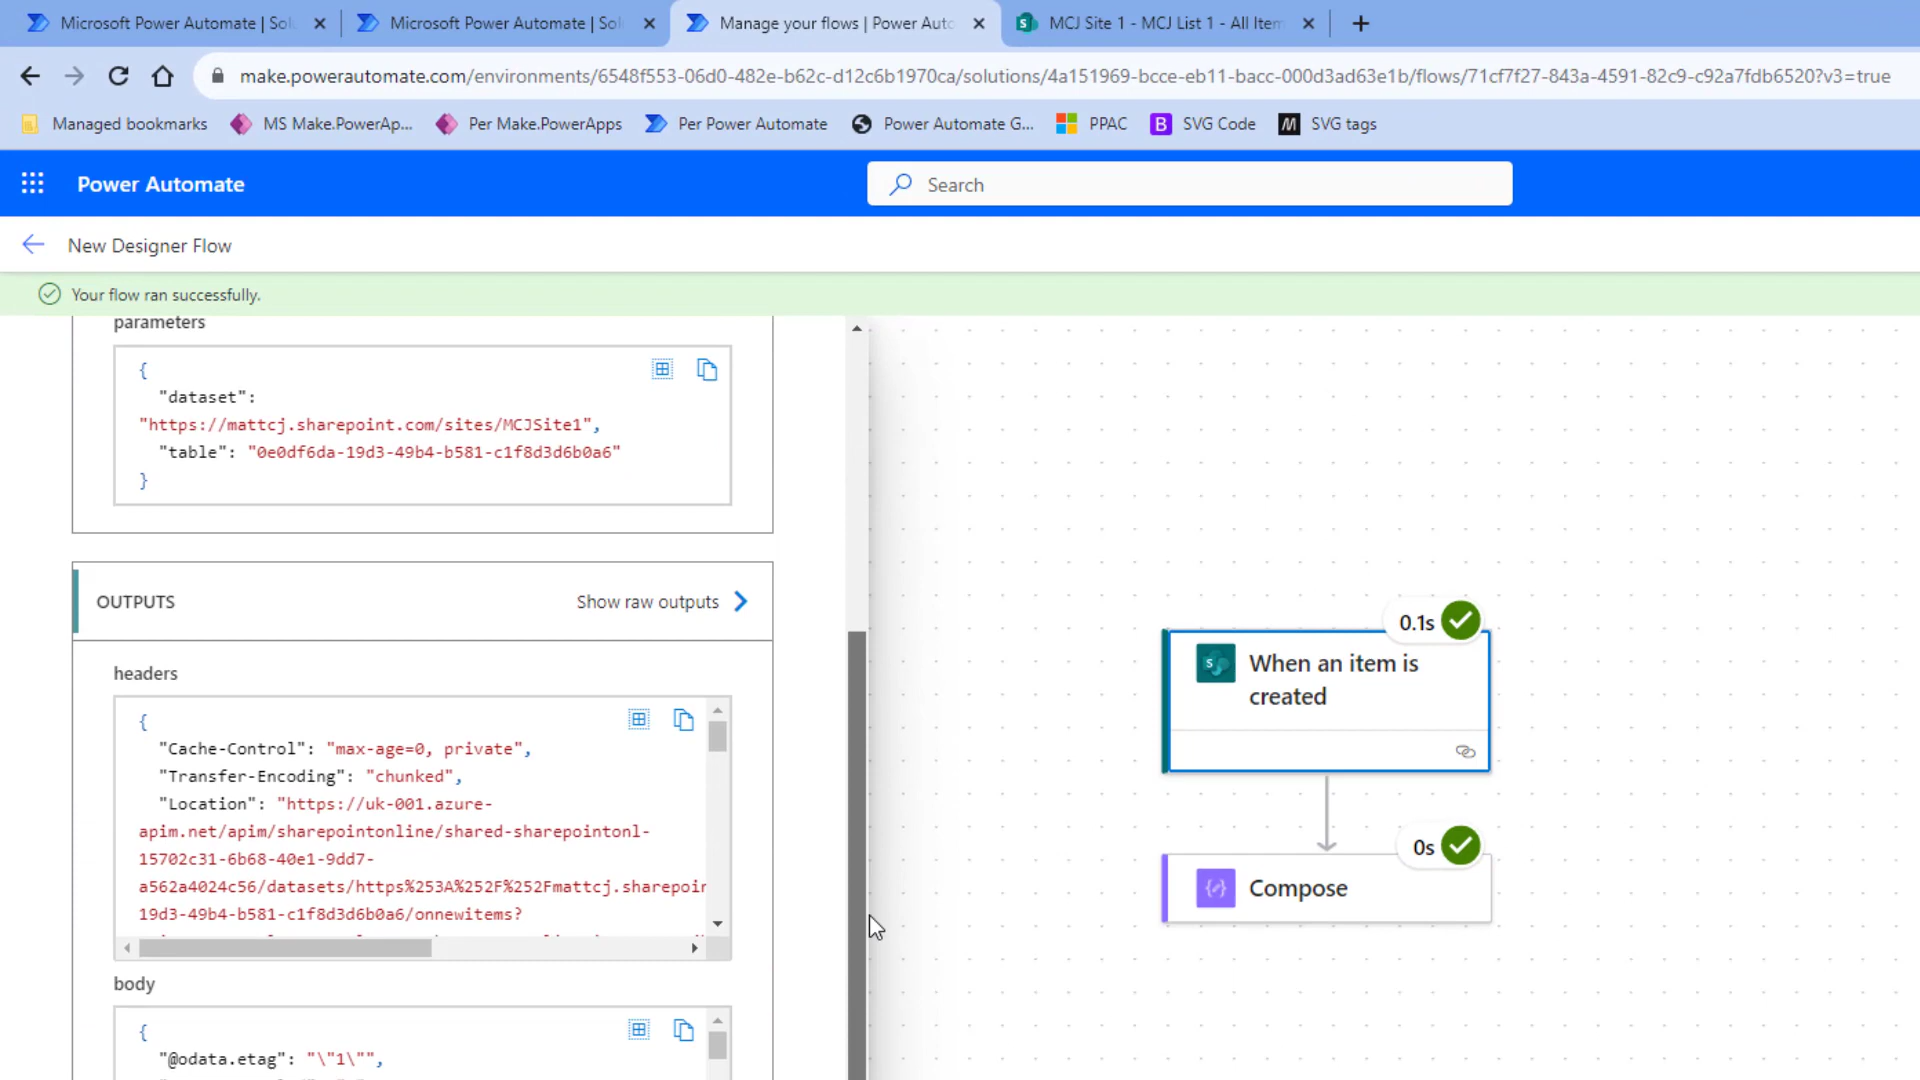 Microsoft Power Automate | Sol
Microsoft Power Automate | Sol
Manage your flows | Power Auto
MCJ Site 1 - MCJ List 1 - All Item
make.powerautomate.com/environments/6548f553-06d0-482e-b62c-d12c6b1970ca/solutions/4a151969-bcce-eb11-bacc-000d3ad63e1b/flows/71cf7f27-843a-4591-82c9-c92a7fdb6520?v3=true
Managed bookmarks
MS Make.PowerAp...
Per Make.PowerApps
Per Power Automate
Power Automate G...
PPAC
B
SVG Code
M
SVG tags
Power Automate
Search
New Designer Flow
Your flow ran successfully.
parameters
{
"dataset":
"https://mattcj.sharepoint.com/sites/MCJSite1",
"table": "0e0df6da-19d3-49b4-b581-c1f8d3d6b0a6"
}
OUTPUTS
Show raw outputs
headers
{
"Cache-Control": "max-age=0, private",
"Transfer-Encoding": "chunked",
"Location": "https://uk-001.azure-
apim.net/apim/sharepointonline/shared-sharepointonl-
15702c31-6b68-40e1-9dd7-
a562a4024c56/datasets/https%253A%252F%252Fmattcj.sharepoin
19d3-49b4-b581-c1f8d3d6b0a6/onnewitems?
body
{
"@odata.etag": "\"1\"",
0.1s
When an item is
created
0s
Compose